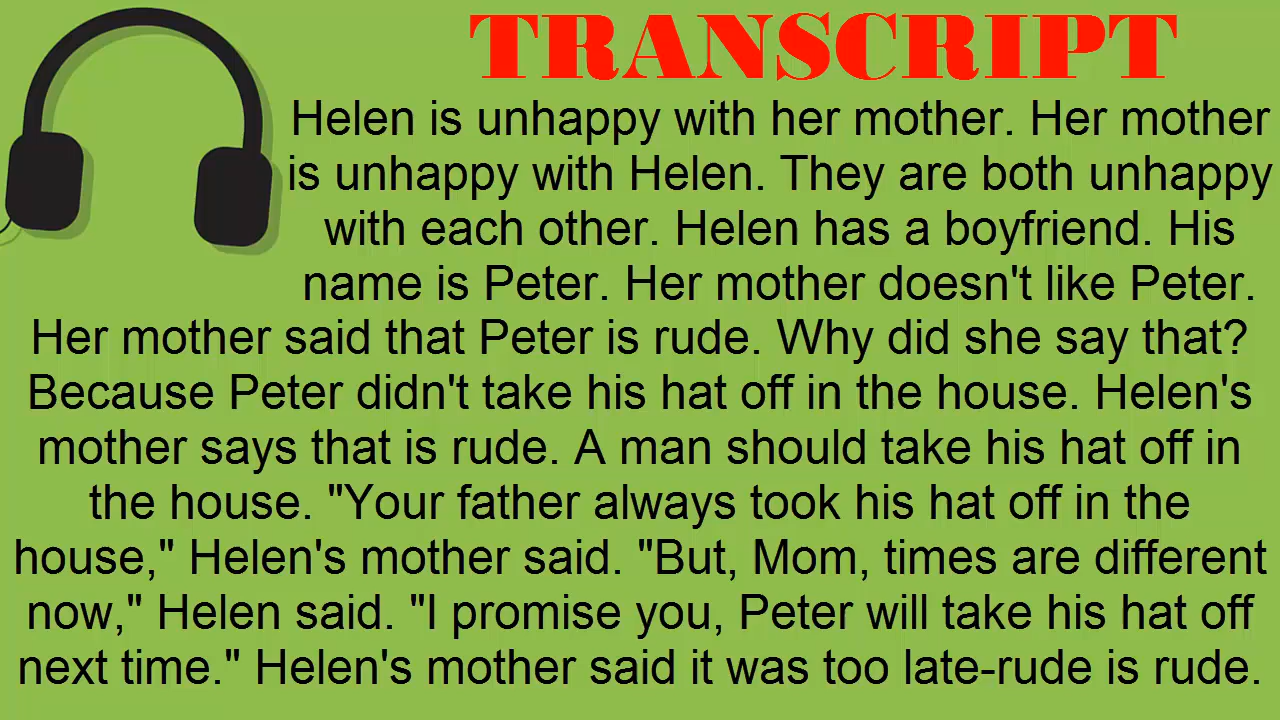 TRANSCRIPT
Helen is unhappy with her mother. Her mother
is unhappy with Helen. They are both unhappy
with each other. Helen has a boyfriend. His
name is Peter. Her mother doesn't like Peter.
Her mother said that Peter is rude. Why did she say that?
Because Peter didn't take his hat off in the house. Helen's
mother says that is rude. A man should take his hat off in
the house. "Your father always took his hat off in the
house," Helen's mother said. "But, Mom, times are different
now," Helen said. "I promise you, Peter will take his hat off
next time." Helen's mother said it was too late-rude is rude.